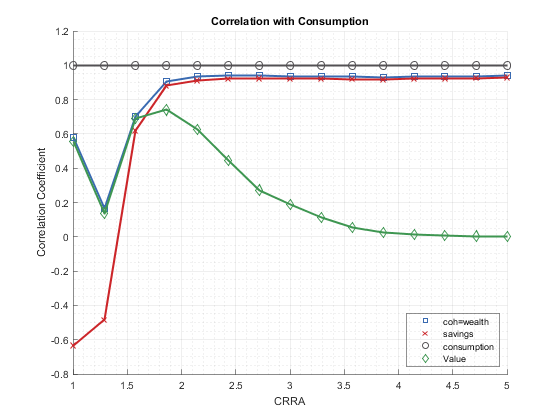 Correlation with Consumption
1.2
1
0.8
0.6
0.4
0.2
0
-0.2
-0.4
-0.6
-0.8
Correlation Coefficient
1 1.5 2 2.5 3 3.5 4 4.5 5
CRRA
coh=wealth
savings
consumption
Value